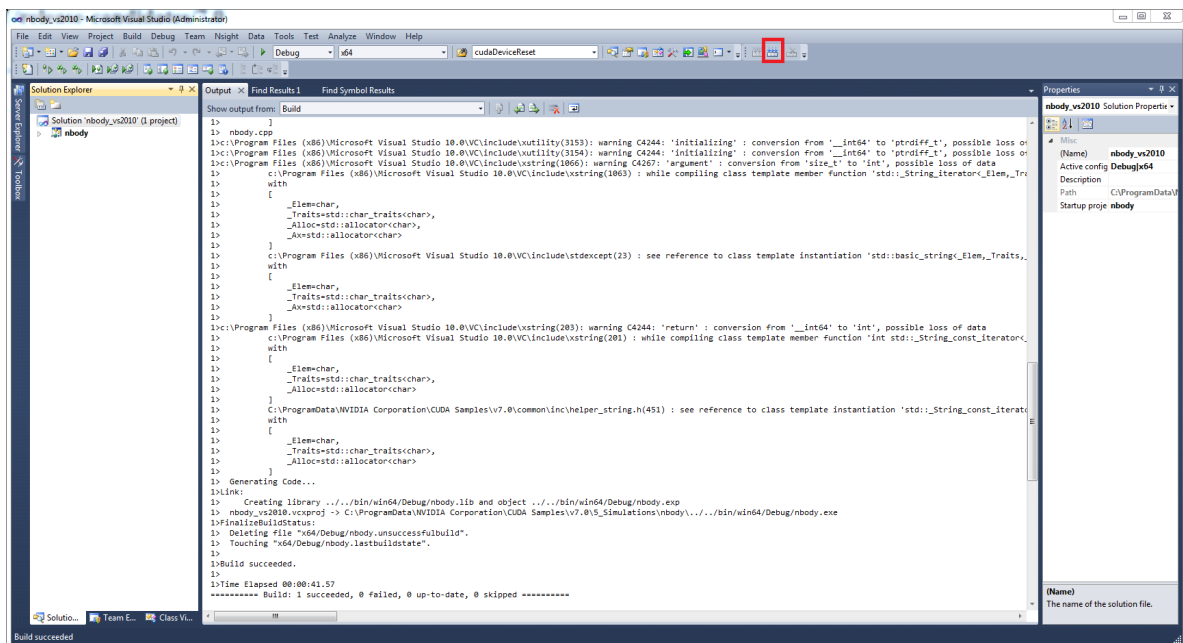 nbody_vs2010 - Microsoft Visual Studio (Administrator)
File Edit View Project Build Debug Team Nsight Data Tools Test Analyze Window Help
Debug x64 cudaDeviceReset
Server Explorer
Toolbox
Solution Explorer
Solution 'nbody_vs2010' (1 project)
nbody
Output Find Results 1 Find Symbol Results
Show output from: Build
1> ]
1> nbody.cpp
1>c:\Program Files (x86)\Microsoft Visual Studio 10.0\VC\include\xutility(3153): warning C4244: 'initializing' : conversion from '__int64' to 'ptrdiff_t', possible loss o
1>c:\Program Files (x86)\Microsoft Visual Studio 10.0\VC\include\xutility(3154): warning C4244: 'initializing' : conversion from '__int64' to 'ptrdiff_t', possible loss o
1>c:\Program Files (x86)\Microsoft Visual Studio 10.0\VC\include\xstring(1066): warning C4267: 'argument' : conversion from 'size_t' to 'int', possible loss of data
1> c:\Program Files (x86)\Microsoft Visual Studio 10.0\VC\include\xstring(1063) : while compiling class template member function 'std::_String_iterator<_Elem,_Tra
1> with
1> [
1> _Elem=char,
1> _Traits=std::char_traits<char>,
1> _Alloc=std::allocator<char>,
1> _Ax=std::allocator<char>
1> ]
1> c:\Program Files (x86)\Microsoft Visual Studio 10.0\VC\include\stdexcept(23) : see reference to class template instantiation 'std::basic_string<_Elem,_Traits,_
1> with
1> [
1> _Elem=char,
1> _Traits=std::char_traits<char>,
1> _Ax=std::allocator<char>
1> ]
1>c:\Program Files (x86)\Microsoft Visual Studio 10.0\VC\include\xstring(203): warning C4244: 'return' : conversion from '__int64' to 'int', possible loss of data
1> c:\Program Files (x86)\Microsoft Visual Studio 10.0\VC\include\xstring(201) : while compiling class template member function 'int std::_String_const_iterator<_
1> with
1> [
1> _Elem=char,
1> _Traits=std::char_traits<char>,
1> _Alloc=std::allocator<char>
1> ]
1> C:\ProgramData\NVIDIA Corporation\CUDA Samples\v7.0\common\inc\helper_string.h(451) : see reference to class template instantiation 'std::_String_const_iterato
1> with
1> [
1> _Elem=char,
1> _Traits=std::char_traits<char>,
1> _Alloc=std::allocator<char>
1> ]
1> Generating Code...
1>Link:
1> Creating library ../../bin/win64/Debug/nbody.lib and object ../../bin/win64/Debug/nbody.exp
1> nbody_vs2010.vcxproj -> C:\ProgramData\NVIDIA Corporation\CUDA Samples\v7.0\5_Simulations\nbody\../../bin/win64/Debug/nbody.exe
1>FinalizeBuildStatus:
1> Deleting file "x64/Debug/nbody.unsuccessfulbuild".
1> Touching "x64/Debug/nbody.lastbuildstate".
1>
1>Build succeeded.
1>
1>Time Elapsed 00:00:41.57
========== Build: 1 succeeded, 0 failed, 0 up-to-date, 0 skipped ==========
Properties
nbody_vs2010 Solution Propertie
Misc
(Name) nbody_vs2010
Active config Debug|x64
Description
Path C:\ProgramData\N
Startup proje nbody
(Name)
The name of the solution file.
Solutio... Team E... Class Vi...
Build succeeded